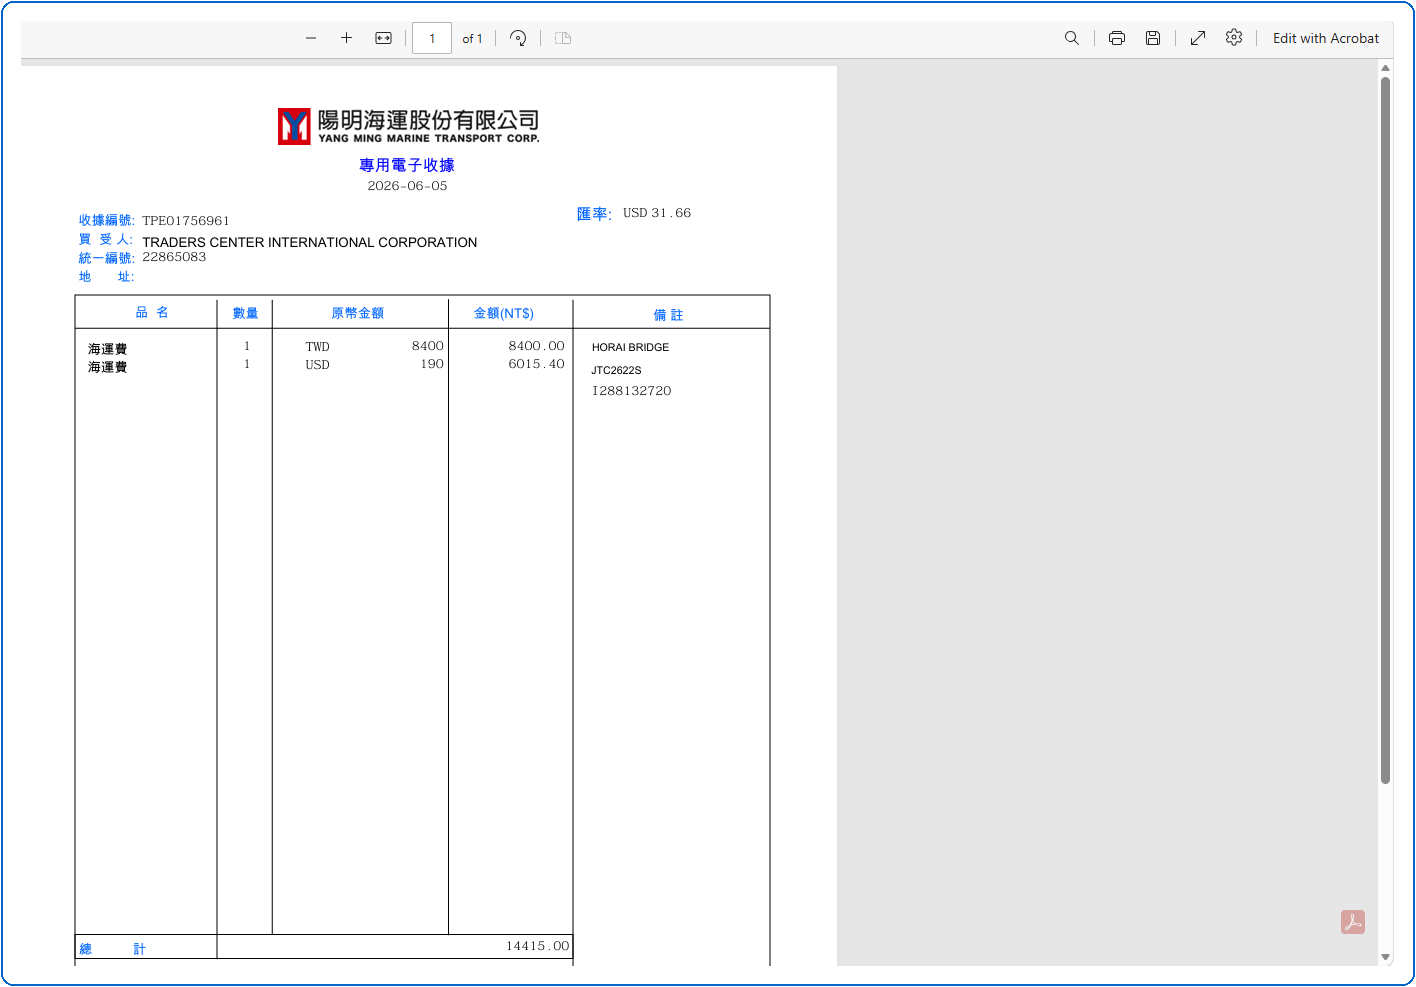 1 of 1 Edit with Acrobat
陽明海運股份有限公司
YANG MING MARINE TRANSPORT CORP.
專用電子收據
2026-06-05
收據編號: TPE01756961 匯率: USD 31.66
買 受 人: TRADERS CENTER INTERNATIONAL CORPORATION
統一編號: 22865083
地 址:
品 名 數量 原幣金額 金額(NT$) 備 註
海運費 1 TWD 8400 8400.00 HORAI BRIDGE
海運費 1 USD 190 6015.40 JTC2622S
I288132720
總 計 14415.00